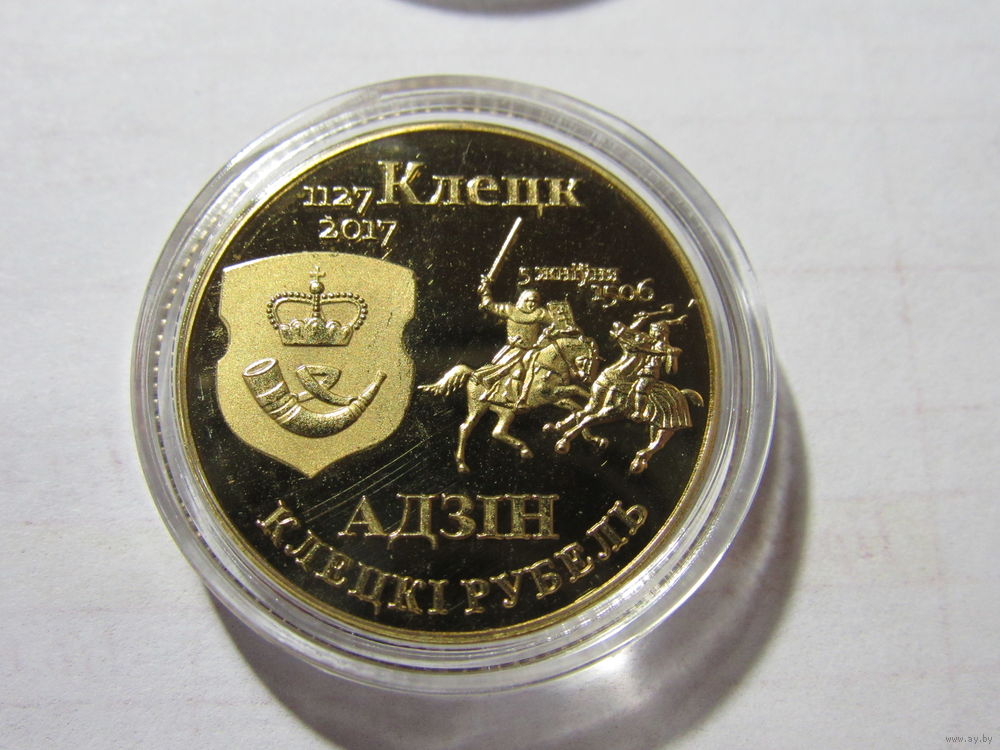 1127 Клецк
2017
5 жніўня
1506
АДЗІН
КЛЕЦКІ РУБЕЛЬ
www.ay.by